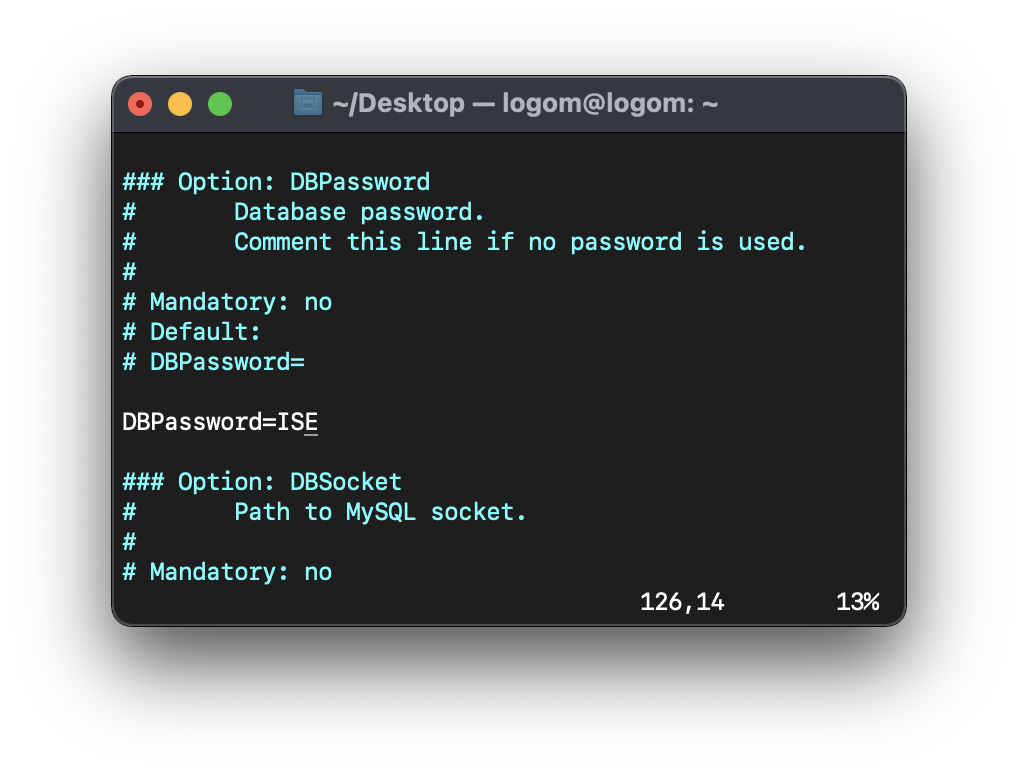 ~/Desktop — logom@logom: ~
### Option: DBPassword
#       Database password.
#       Comment this line if no password is used.
#
# Mandatory: no
# Default:
# DBPassword=
DBPassword=ISE
### Option: DBSocket
#       Path to MySQL socket.
#
# Mandatory: no
126,14        13%